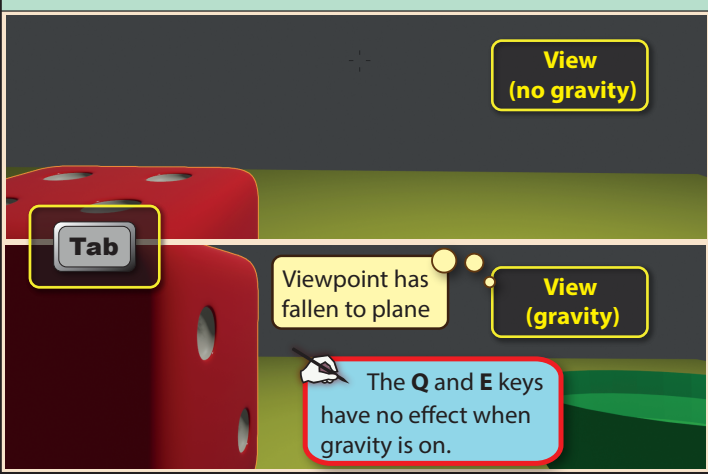 View
(no gravity)
Tab
Viewpoint has
fallen to plane
View
(gravity)
The Q and E keys
have no effect when
gravity is on.